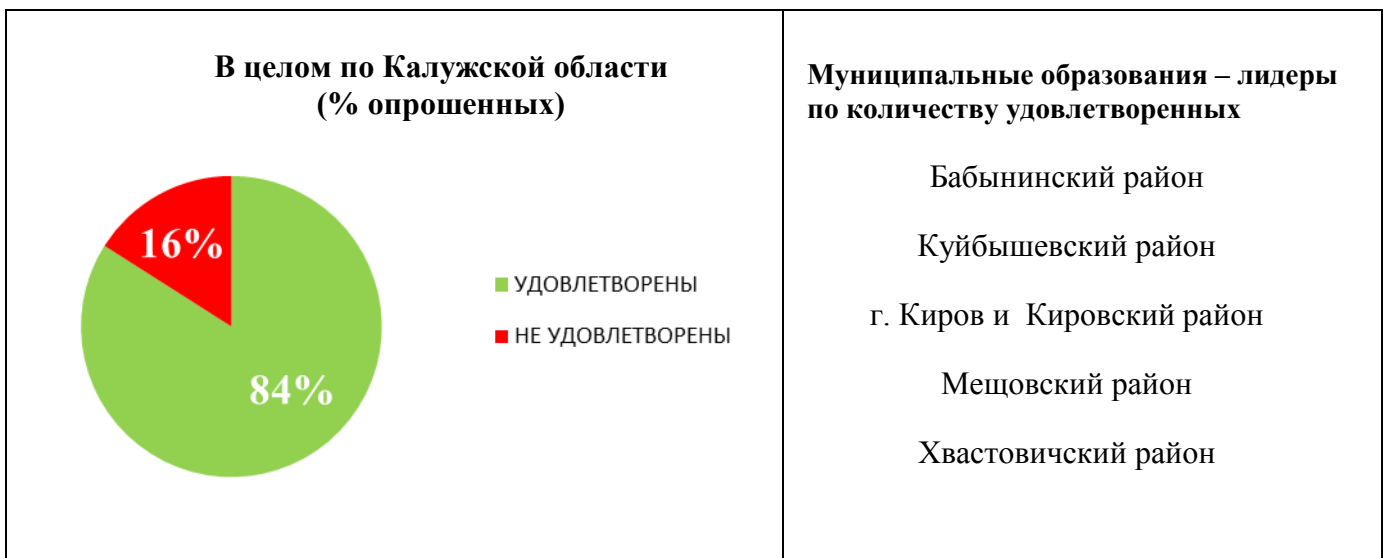 В целом по Калужской области
(% опрошенных)
16%
84%
УДОВЛЕТВОРЕНЫ
НЕ УДОВЛЕТВОРЕНЫ
Муниципальные образования – лидеры
по количеству удовлетворенных
Бабынинский район
Куйбышевский район
г. Киров и Кировский район
Мещовский район
Хвастовичский район